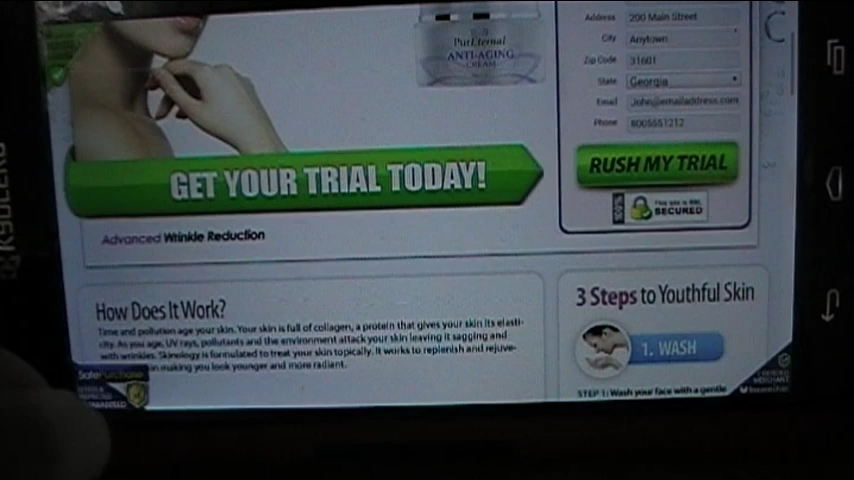 PurEternal
ANTI-AGING
CREAM
Address 200 Main Street
City Anytown
Zip Code 31601
State Georgia
Email John@emailaddress.com
Phone 8005551212
RUSH MY TRIAL
100%
SECURED
GET YOUR TRIAL TODAY!
Advanced Wrinkle Reduction
How Does It Work?
Time and pollution age your skin. Your skin is full of collagen, a protein that gives your skin its elasti-
city. As you age, UV rays, pollutants and the environment attack your skin leaving it sagging and
with wrinkles. Skinology is formulated to treat your skin topically. It works to replenish and rejuve-
making you look younger and more radiant.
3 Steps to Youthful Skin
1. WASH
STEP 1: Wash your face with a gentle
SafePurchase
MERCHANT
KYOCERA